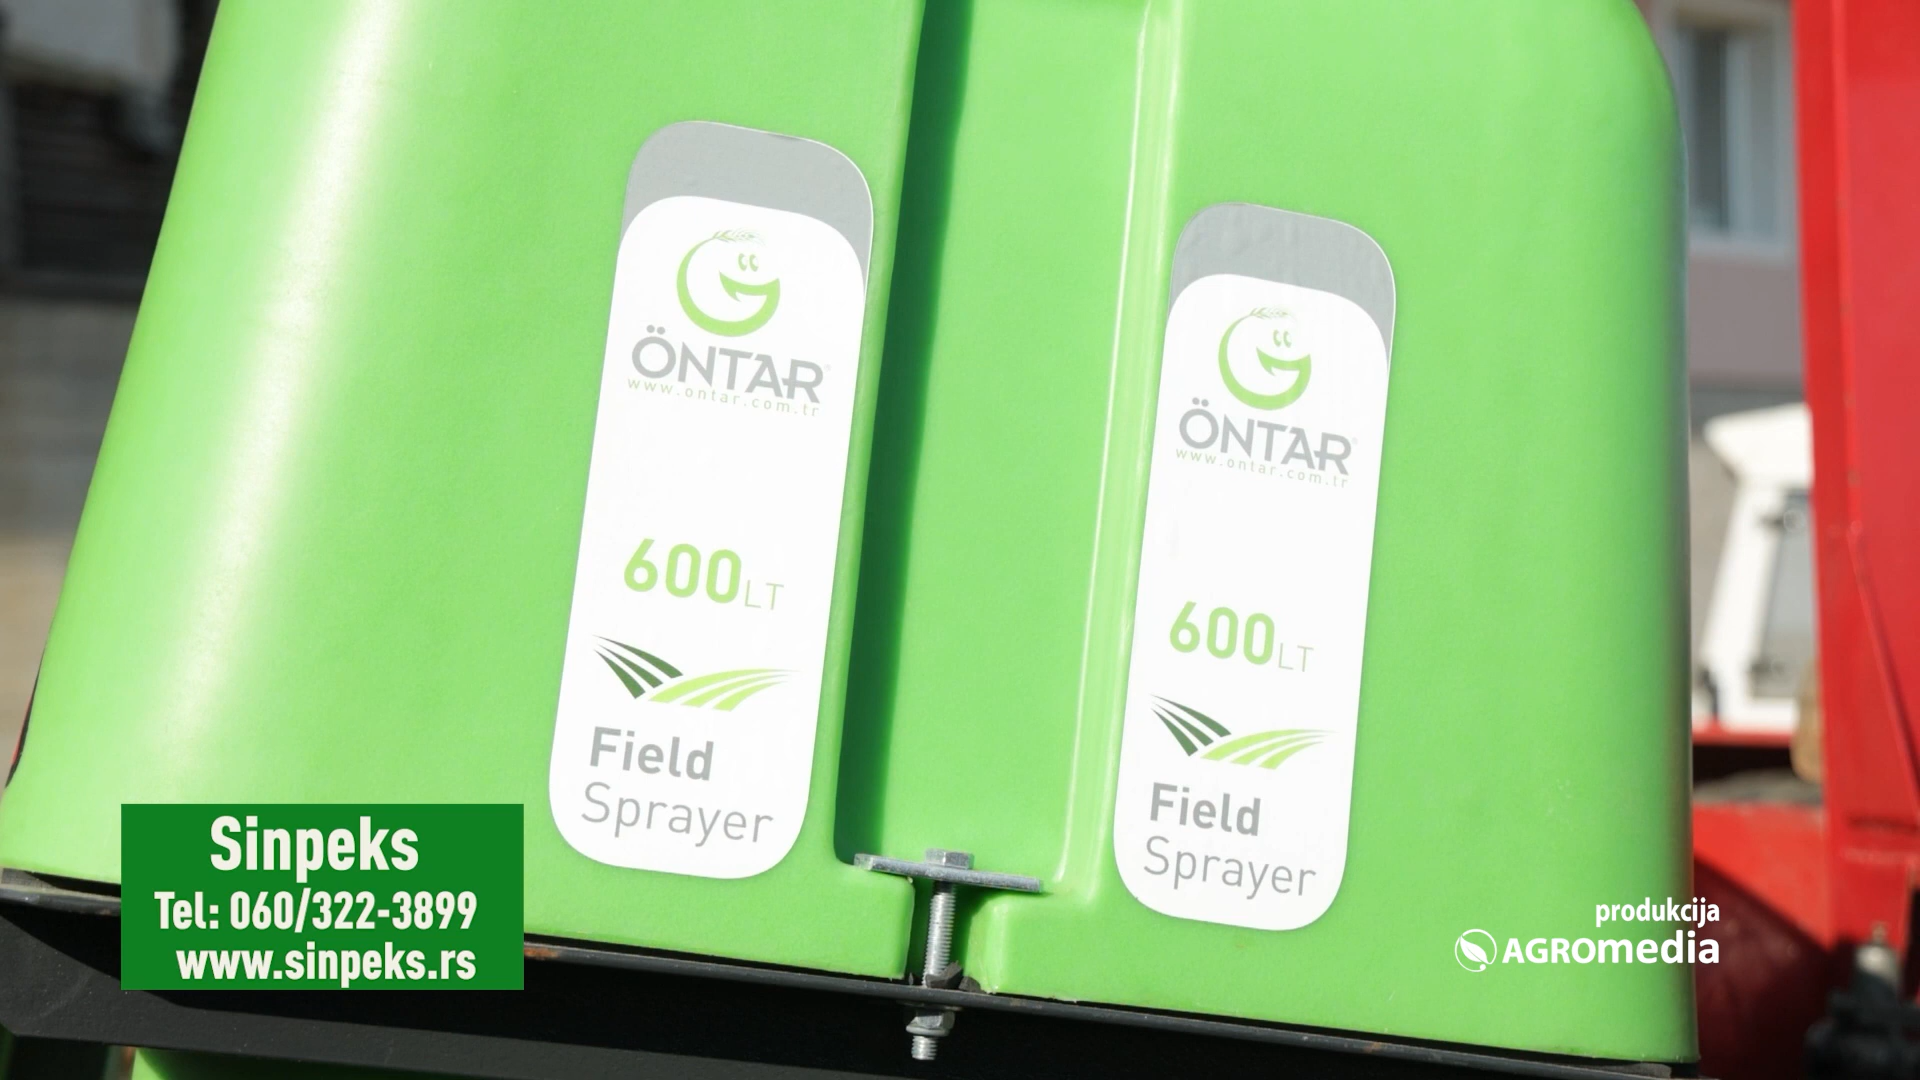 ÖNTAR
www.ontar.com.tr
600LT
Field
Sprayer
ÖNTAR
www.ontar.com.tr
600LT
Field
Sprayer
Sinpeks
Tel: 060/322-3899
www.sinpeks.rs
produkcija
AGROmedia